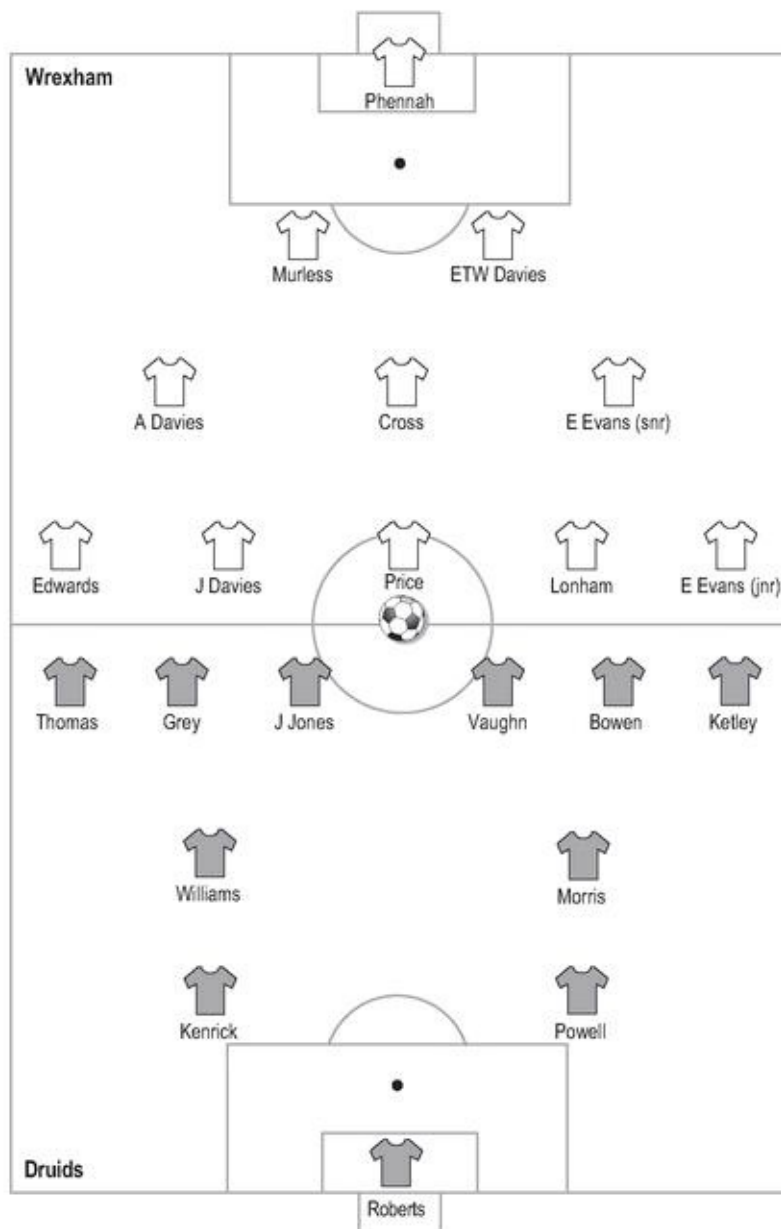 Wrexham
Phennah
Murless
ETW Davies
A Davies
Cross
E Evans (snr)
Edwards
J Davies
Price
Lonham
E Evans (jnr)
Thomas
Grey
J Jones
Vaughn
Bowen
Ketley
Williams
Morris
Kenrick
Powell
Druids
Roberts